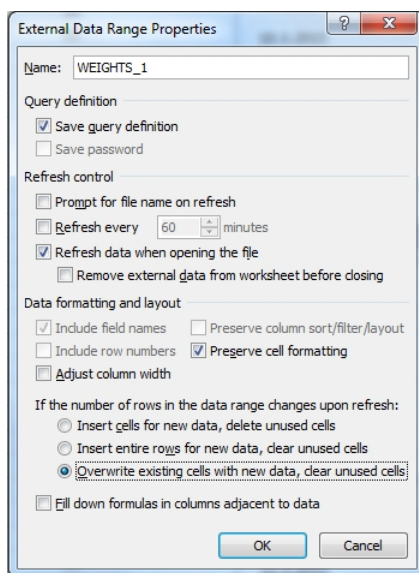 External Data Range Properties
?
X
Name: WEIGHTS_1
Query definition
Save query definition
Save password
Refresh control
Prompt for file name on refresh
Refresh every 60 minutes
Refresh data when opening the file
Remove external data from worksheet before closing
Data formatting and layout
Include field names Preserve column sort/filter/layout
Include row numbers Preserve cell formatting
Adjust column width
If the number of rows in the data range changes upon refresh:
Insert cells for new data, delete unused cells
Insert entire rows for new data, clear unused cells
Overwrite existing cells with new data, clear unused cells
Fill down formulas in columns adjacent to data
OK Cancel